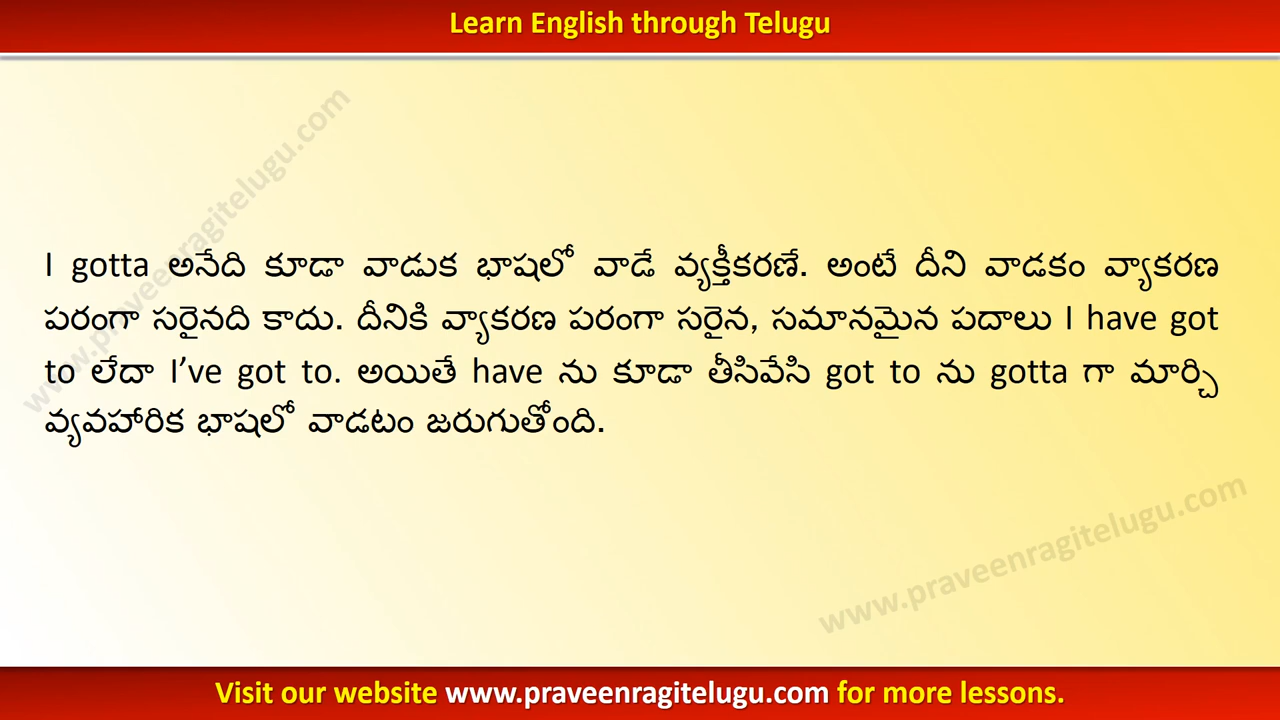 Learn English through Telugu
www.praveenragitelugu.com
I gotta అనేది కూడా వాడుక భాషలో వాడే వ్యక్తీకరణే. అంటే దీని వాడకం వ్యాకరణ
పరంగా సరైనది కాదు. దీనికి వ్యాకరణ పరంగా సరైన, సమానమైన పదాలు I have got
to లేదా I’ve got to. అయితే have ను కూడా తీసివేసి got to ను gotta గా మార్చి
వ్యవహారిక భాషలో వాడటం జరుగుతోంది.
www.praveenragitelugu.com
Visit our website www.praveenragitelugu.com for more lessons.